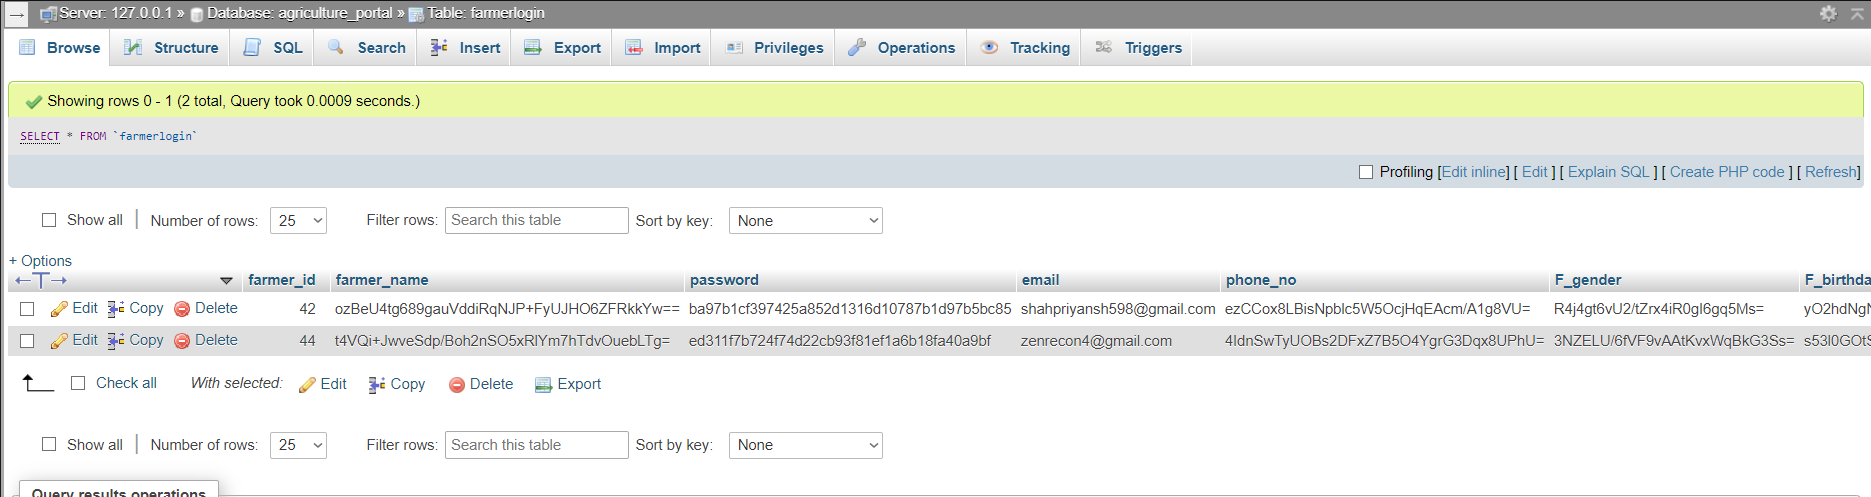 Server: 127.0.0.1 » Database: agriculture_portal » Table: farmerlogin
Browse Structure SQL Search Insert Export Import Privileges Operations Tracking Triggers
Showing rows 0 - 1 (2 total, Query took 0.0009 seconds.)
SELECT * FROM `farmerlogin`
Profiling [Edit inline] [ Edit ] [ Explain SQL ] [ Create PHP code ] [ Refresh]
Show all Number of rows: 25 Filter rows: Search this table Sort by key: None
+ Options
←T→ farmer_id farmer_name password email phone_no F_gender F_birthda
Edit Copy Delete 42 ozBeU4tg689gauVddiRqNJP+FyUJHO6ZFRkkYw== ba97b1cf397425a852d1316d10787b1d97b5bc85 shahpriyansh598@gmail.com ezCCox8LBisNpblc5W5OcjHqEAcm/A1g8VU= R4j4gt6vU2/tZrx4iR0gl6gq5Ms= yO2hdNgN
Edit Copy Delete 44 t4VQi+JwveSdp/Boh2nSO5xRlYm7hTdvOuebLTg= ed311f7b724f74d22cb93f81ef1a6b18fa40a9bf zenrecon4@gmail.com 4IdnSwTyUOBs2DFxZ7B5O4YgrG3Dqx8UPhU= 3NZELU/6fVF9vAAtKvxWqBkG3Ss= s53l0GOtS
Check all With selected: Edit Copy Delete Export
Show all Number of rows: 25 Filter rows: Search this table Sort by key: None
Query results operations